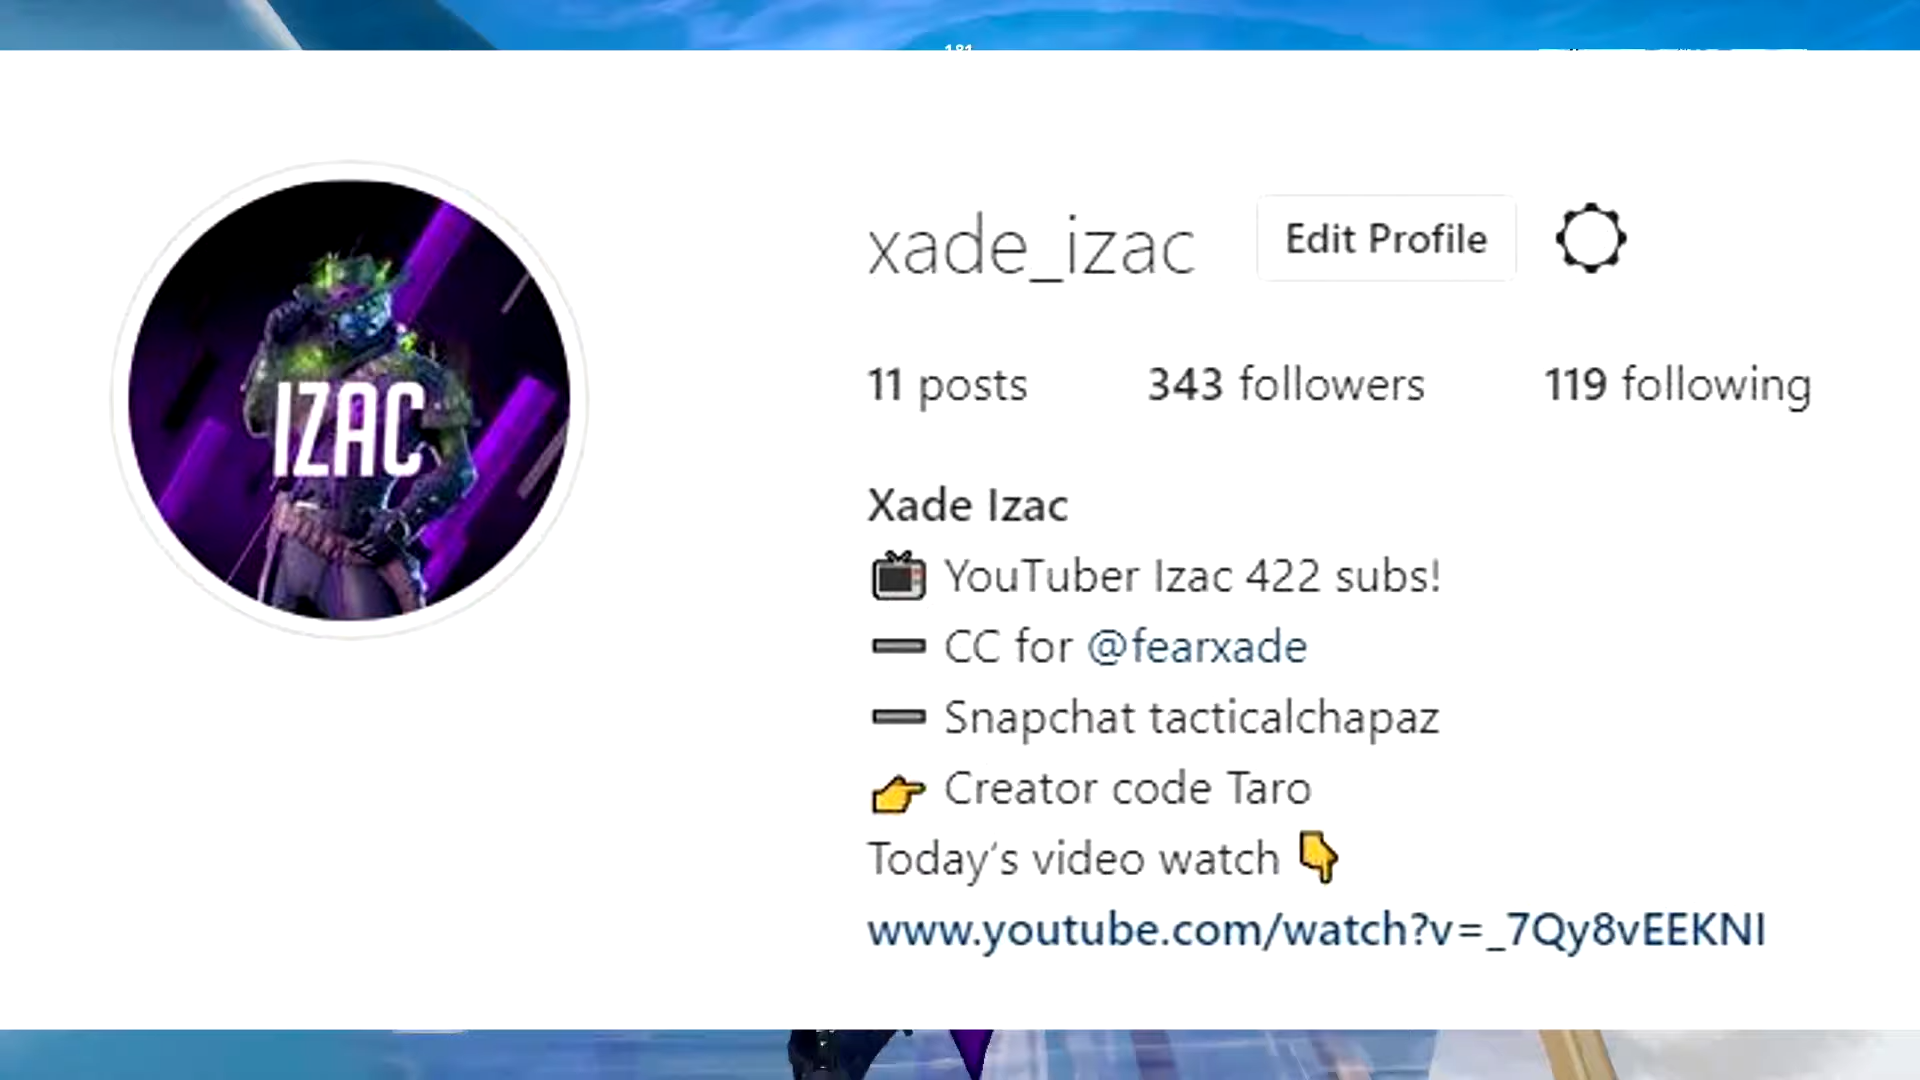 181
IZAC
xade_izac Edit Profile
11 posts 343 followers 119 following
Xade Izac
📺 YouTuber Izac 422 subs!
➖ CC for @fearxade
➖ Snapchat tacticalchapaz
👉 Creator code Taro
Today's video watch 👇
www.youtube.com/watch?v=_7Qy8vEEKNI